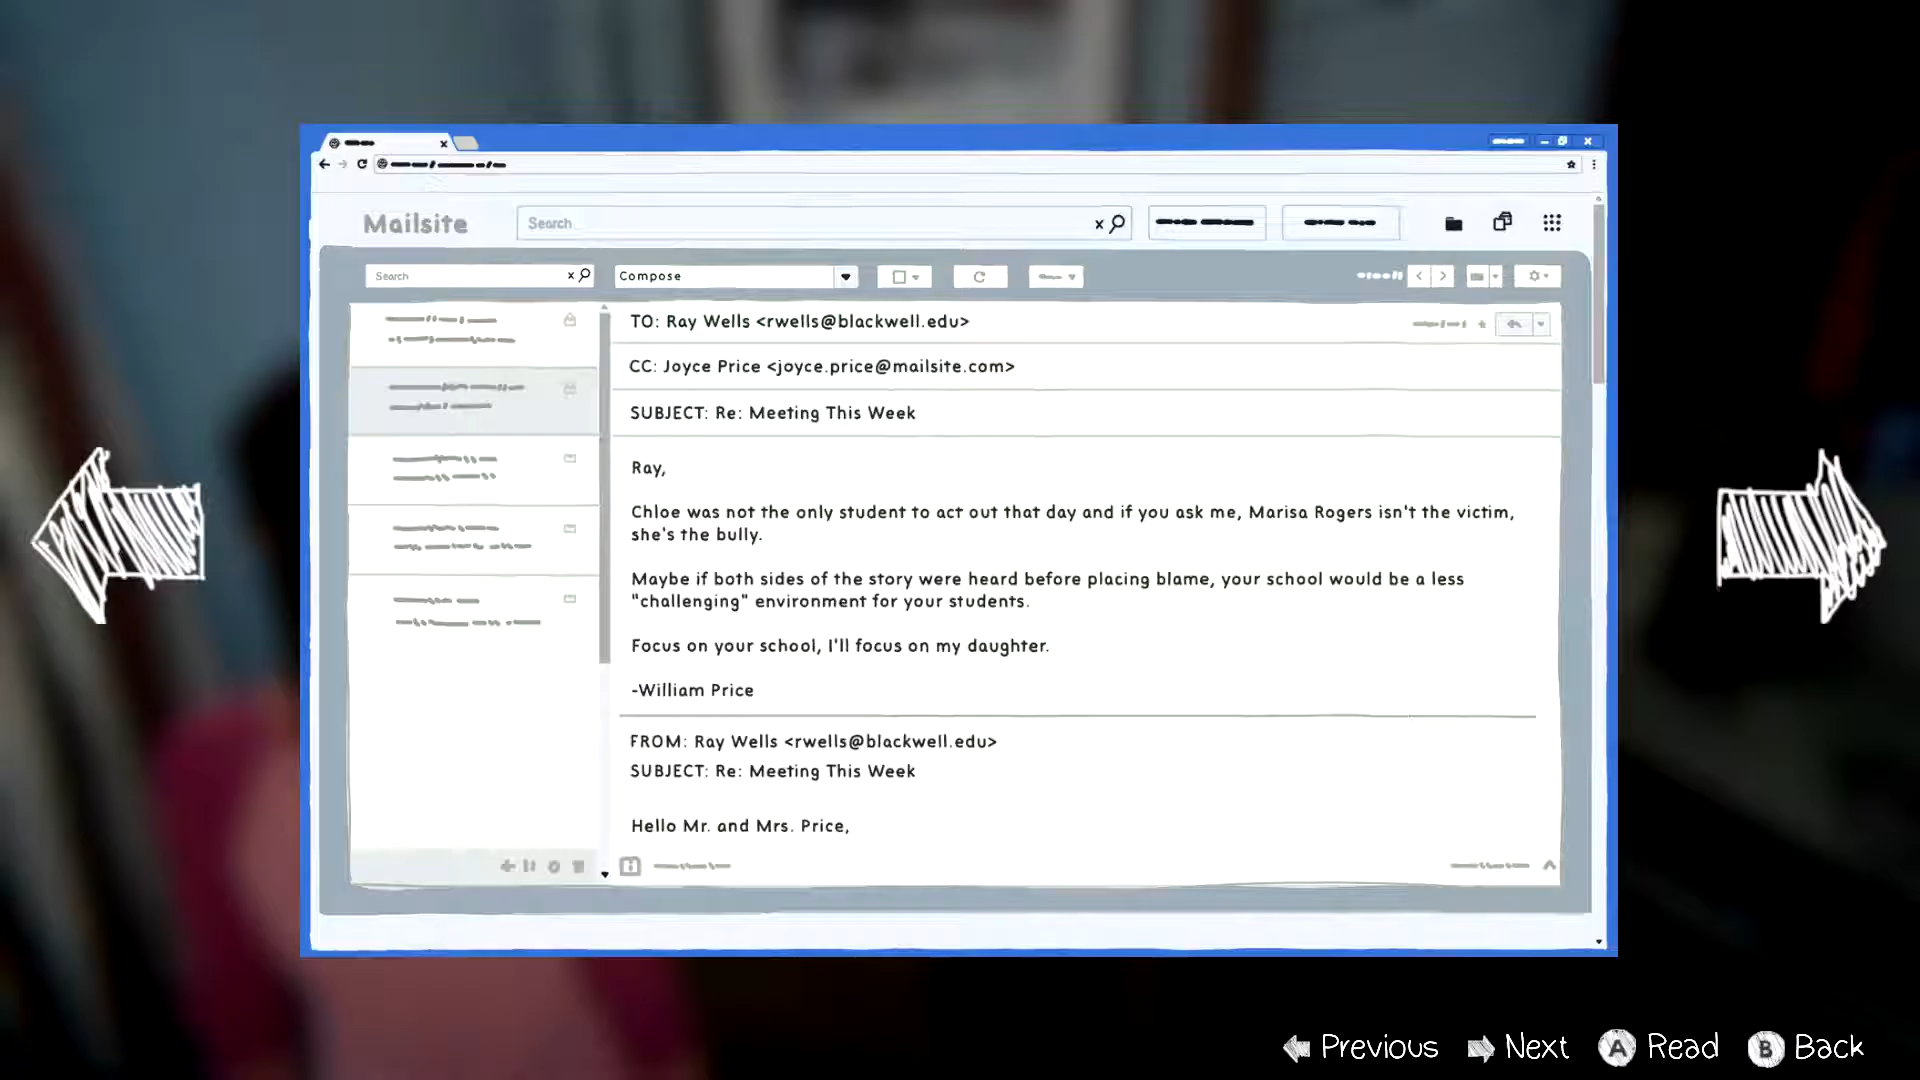 Mailsite
Search
Search
Compose
TO: Ray Wells <rwells@blackwell.edu>
CC: Joyce Price <joyce.price@mailsite.com>
SUBJECT: Re: Meeting This Week
Ray,
Chloe was not the only student to act out that day and if you ask me, Marisa Rogers isn't the victim,
she's the bully.
Maybe if both sides of the story were heard before placing blame, your school would be a less
"challenging" environment for your students.
Focus on your school, I'll focus on my daughter.
-William Price
FROM: Ray Wells <rwells@blackwell.edu>
SUBJECT: Re: Meeting This Week
Hello Mr. and Mrs. Price,
Previous
Next
A Read
B Back